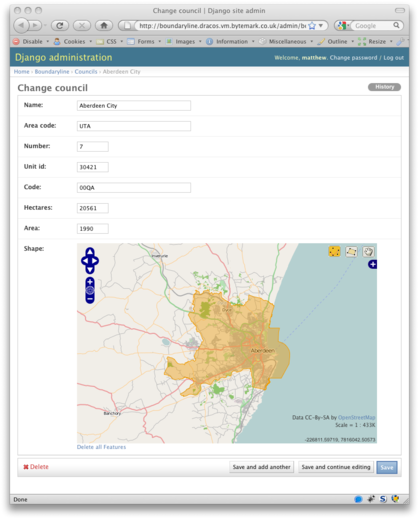 Change council | Django site admin
http://boundaryline.dracos.vm.bytemark.co.uk/admin/b
Google
Disable Cookies CSS Forms Images Information Miscellaneous Outline Resize
Django administration
Welcome, matthew. Change password / Log out
Home › Boundaryline › Councils › Aberdeen City
Change council
History
Name: Aberdeen City
Area code: UTA
Number: 7
Unit id: 30421
Code: 00QA
Hectares: 20561
Area: 1990
Shape:
Aberdeen
Banchory
Data CC-By-SA by OpenStreetMap
Scale = 1 : 433K
-226811.59719, 7816042.50573
Delete all Features
Delete
Save and add another
Save and continue editing
Save
Done